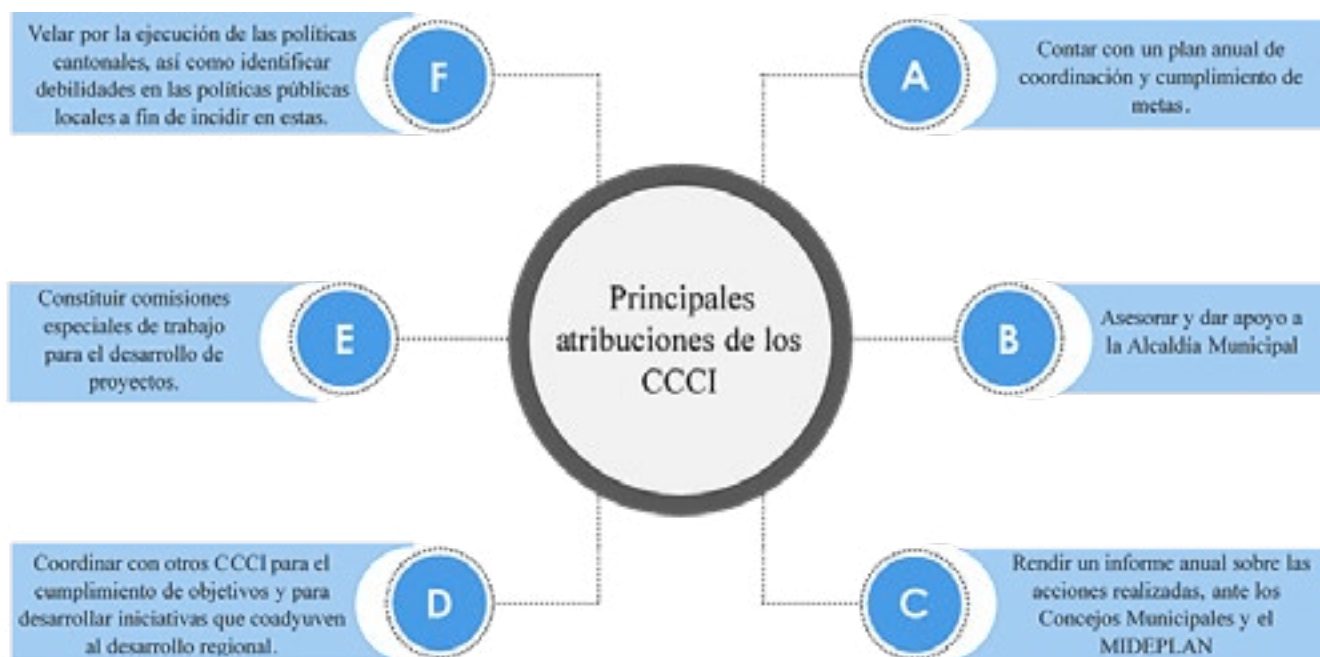 Velar por la ejecución de las políticas
cantonales, así como identificar
debilidades en las políticas públicas
locales a fin de incidir en estas.
F
A
Contar con un plan anual de
coordinación y cumplimiento de
metas.
Constituir comisiones
especiales de trabajo
para el desarrollo de
proyectos.
E
Principales
atribuciones de los
CCCI
B
Asesorar y dar apoyo a
la Alcaldía Municipal
Coordinar con otros CCCI para el
cumplimiento de objetivos y para
desarrollar iniciativas que coadyuven
al desarrollo regional.
D
C
Rendir un informe anual sobre las
acciones realizadas, ante los
Concejos Municipales y el
MIDEPLAN